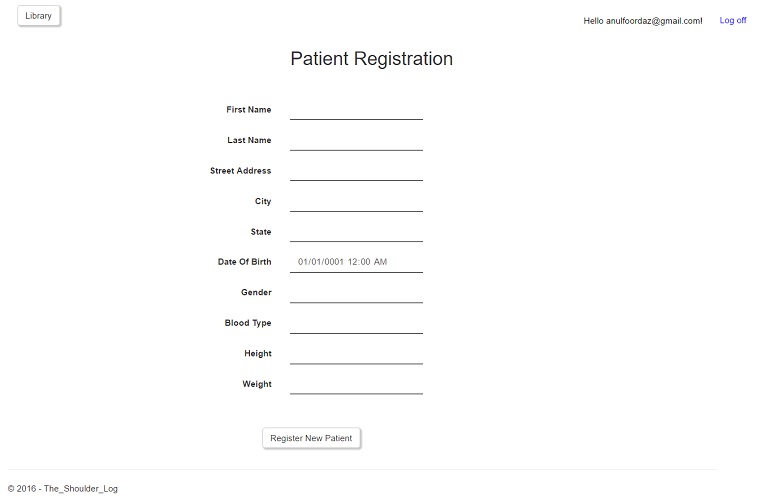 Library
Hello anulfoordaz@gmail.com!
Log off
Patient Registration
First Name
Last Name
Street Address
City
State
Date Of Birth 01/01/0001 12:00 AM
Gender
Blood Type
Height
Weight
Register New Patient
© 2016 - The_Shoulder_Log